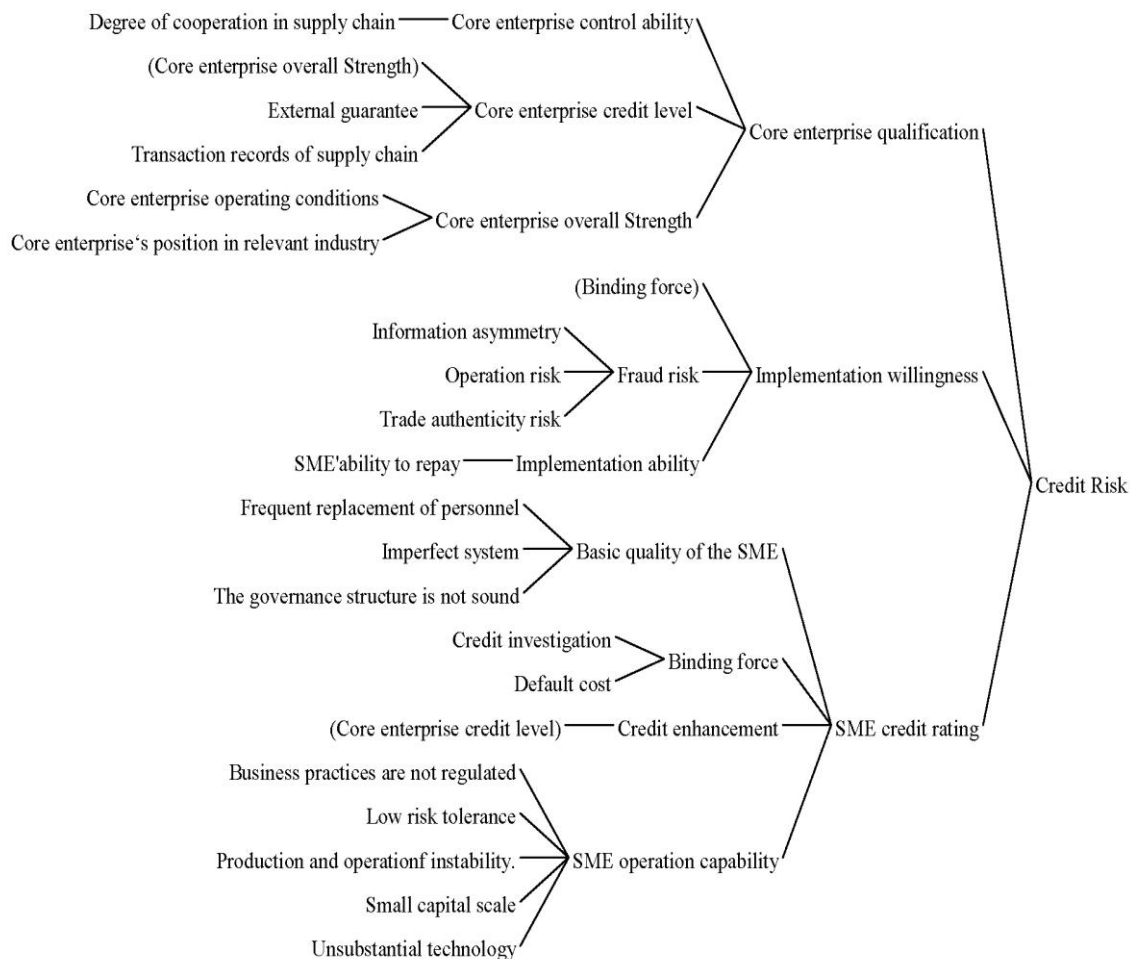 Degree of cooperation in supply chain
Core enterprise control ability
(Core enterprise overall Strength)
External guarantee
Core enterprise credit level
Transaction records of supply chain
Core enterprise qualification
Core enterprise operating conditions
Core enterprise overall Strength
Core enterprise‘s position in relevant industry
(Binding force)
Information asymmetry
Operation risk
Fraud risk
Implementation willingness
Trade authenticity risk
SME'ability to repay
Implementation ability
Credit Risk
Frequent replacement of personnel
Imperfect system
Basic quality of the SME
The governance structure is not sound
Credit investigation
Binding force
Default cost
(Core enterprise credit level)
Credit enhancement
SME credit rating
Business practices are not regulated
Low risk tolerance
Production and operationf instability.
SME operation capability
Small capital scale
Unsubstantial technology